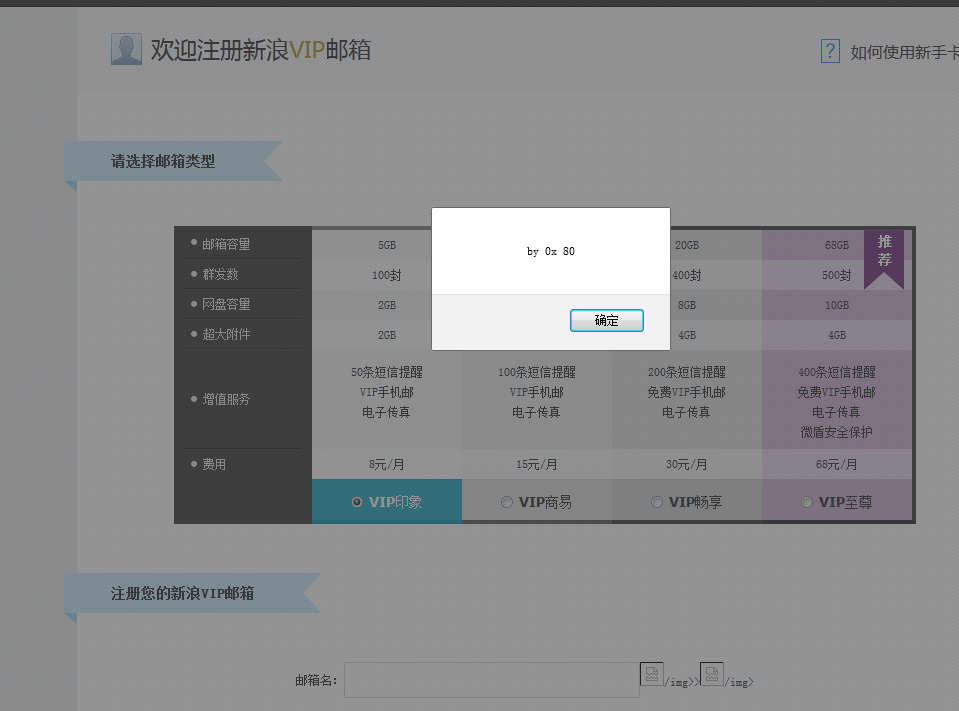 欢迎注册新浪VIP邮箱
如何使用新手卡
请选择邮箱类型
邮箱容量 5GB 20GB 68GB 推荐
群发数 100封 400封 500封
网盘容量 2GB 8GB 10GB
超大附件 2GB 4GB 4GB
by 0x 80
确定
增值服务
50条短信提醒 100条短信提醒 200条短信提醒 400条短信提醒
VIP手机邮 VIP手机邮 免费VIP手机邮 免费VIP手机邮
电子传真 电子传真 电子传真 电子传真
微盾安全保护
费用 8元/月 15元/月 30元/月 68元/月
VIP印象 VIP商易 VIP畅享 VIP至尊
注册您的新浪VIP邮箱
邮箱名: /img>> /img>